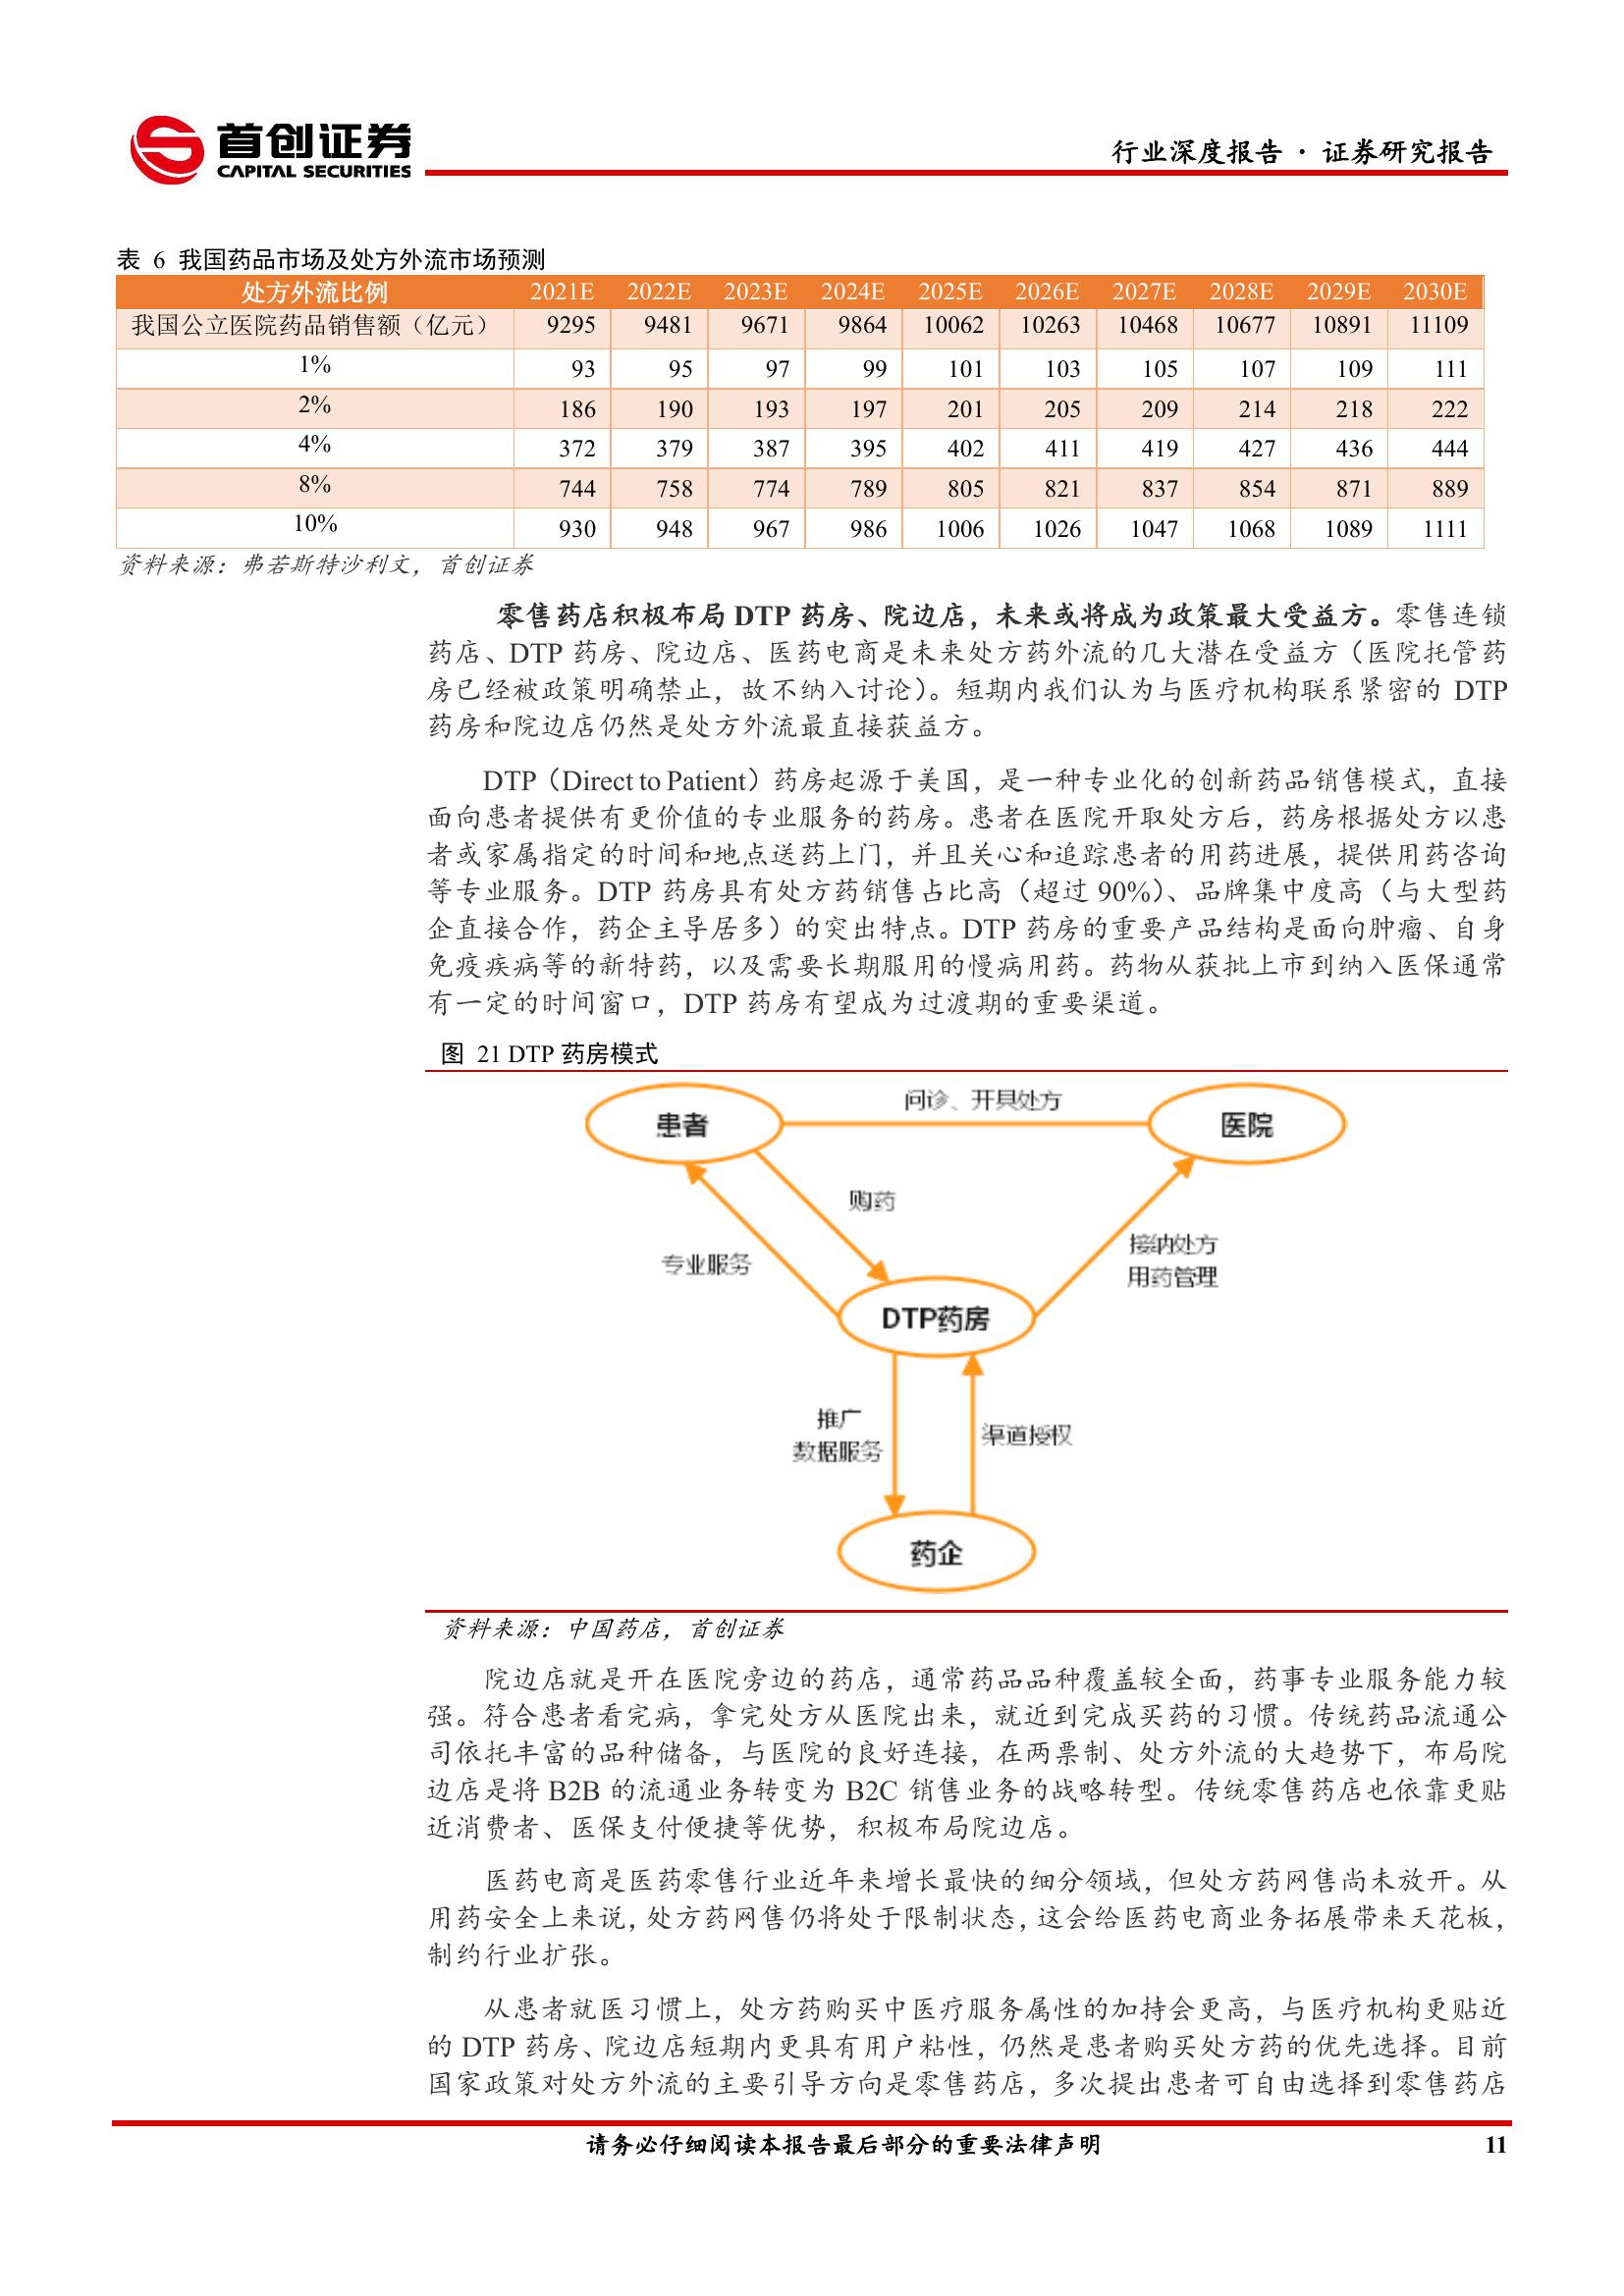 首创证券
CAPITAL SECURITIES
行业深度报告 · 证券研究报告
表 6 我国药品市场及处方外流市场预测
处方外流比例 2021E 2022E 2023E 2024E 2025E 2026E 2027E 2028E 2029E 2030E
我国公立医院药品销售额（亿元） 9295 9481 9671 9864 10062 10263 10468 10677 10891 11109
1% 93 95 97 99 101 103 105 107 109 111
2% 186 190 193 197 201 205 209 214 218 222
4% 372 379 387 395 402 411 419 427 436 444
8% 744 758 774 789 805 821 837 854 871 889
10% 930 948 967 986 1006 1026 1047 1068 1089 1111
资料来源：弗若斯特沙利文，首创证券
零售药店积极布局 DTP 药房、院边店，未来或将成为政策最大受益方。零售连锁
药店、DTP 药房、院边店、医药电商是未来处方药外流的几大潜在受益方（医院托管药
房已经被政策明确禁止，故不纳入讨论）。短期内我们认为与医疗机构联系紧密的 DTP
药房和院边店仍然是处方外流最直接获益方。
DTP（Direct to Patient）药房起源于美国，是一种专业化的创新药品销售模式，直接
面向患者提供有更价值的专业服务的药房。患者在医院开取处方后，药房根据处方以患
者或家属指定的时间和地点送药上门，并且关心和追踪患者的用药进展，提供用药咨询
等专业服务。DTP 药房具有处方药销售占比高（超过 90%）、品牌集中度高（与大型药
企直接合作，药企主导居多）的突出特点。DTP 药房的重要产品结构是面向肿瘤、自身
免疫疾病等的新特药，以及需要长期服用的慢病用药。药物从获批上市到纳入医保通常
有一定的时间窗口，DTP 药房有望成为过渡期的重要渠道。
图 21 DTP 药房模式
问诊、开具处方
患者
医院
购药
专业服务
接纳处方
用药管理
DTP药房
推广
数据服务
渠道授权
药企
资料来源：中国药店，首创证券
院边店就是开在医院旁边的药店，通常药品品种覆盖较全面，药事专业服务能力较
强。符合患者看完病，拿完处方从医院出来，就近到完成买药的习惯。传统药品流通公
司依托丰富的品种储备，与医院的良好连接，在两票制、处方外流的大趋势下，布局院
边店是将 B2B 的流通业务转变为 B2C 销售业务的战略转型。传统零售药店也依靠更贴
近消费者、医保支付便捷等优势，积极布局院边店。
医药电商是医药零售行业近年来增长最快的细分领域，但处方药网售尚未放开。从
用药安全上来说，处方药网售仍将处于限制状态，这会给医药电商业务拓展带来天花板，
制约行业扩张。
从患者就医习惯上，处方药购买中医疗服务属性的加持会更高，与医疗机构更贴近
的 DTP 药房、院边店短期内更具有用户粘性，仍然是患者购买处方药的优先选择。目前
国家政策对处方外流的主要引导方向是零售药店，多次提出患者可自由选择到零售药店
请务必仔细阅读本报告最后部分的重要法律声明 11